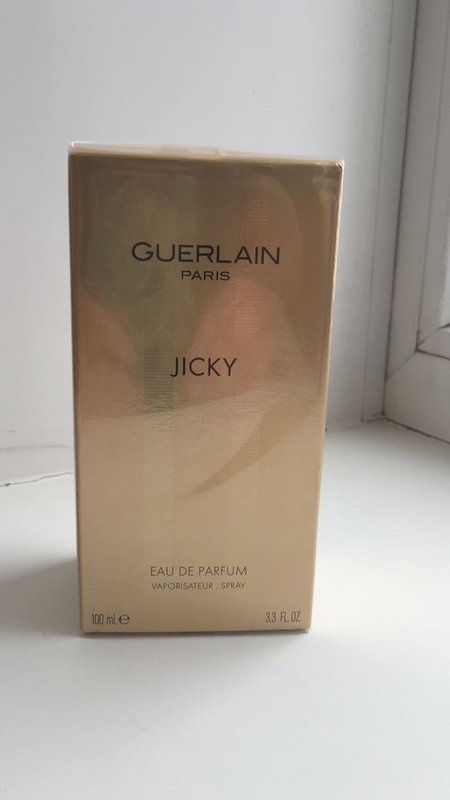 GUERLAIN
PARIS
JICKY
EAU DE PARFUM
VAPORISATEUR . SPRAY
100 mL ℮ 3.3 FL.OZ.